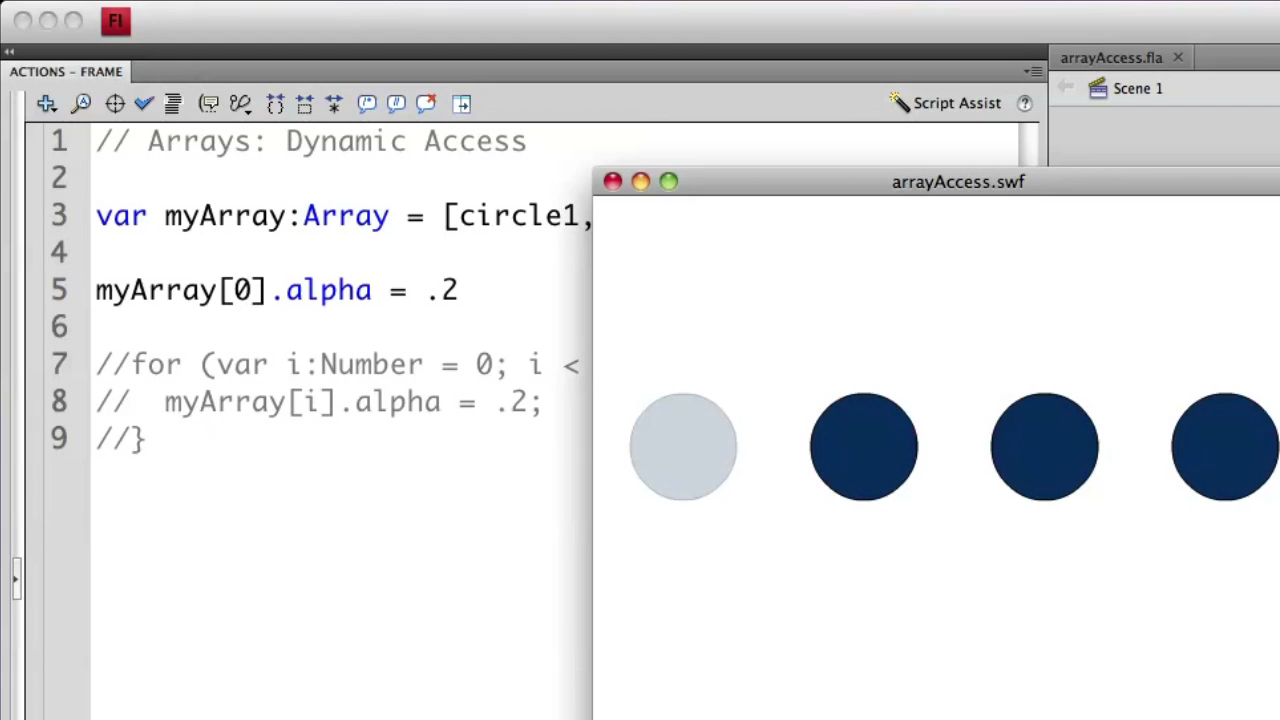 Fl
ACTIONS - FRAME
arrayAccess.fla
Script Assist
Scene 1
1 // Arrays: Dynamic Access
2
3 var myArray:Array = [circle1,
4
5 myArray[0].alpha = .2
6
7 //for (var i:Number = 0; i <
8 //  myArray[i].alpha = .2;
9 //}
arrayAccess.swf